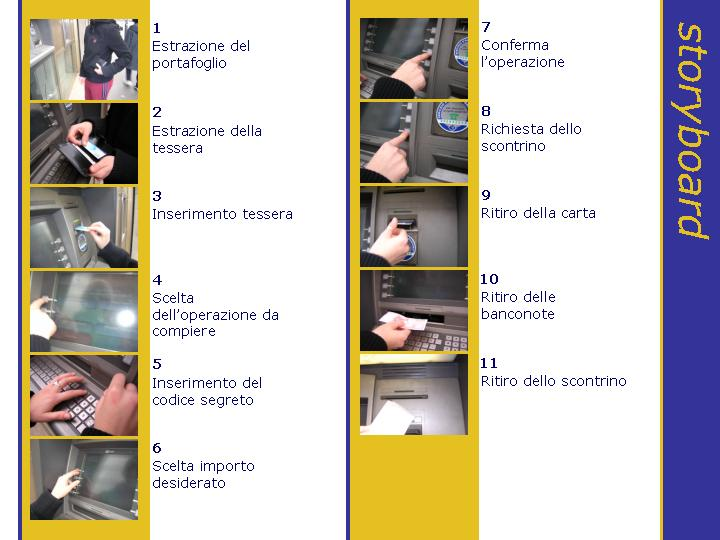 1
Estrazione del
portafoglio
2
Estrazione della
tessera
3
Inserimento tessera
4
Scelta
dell'operazione da
compiere
5
Inserimento del
codice segreto
6
Scelta importo
desiderato
7
Conferma
l'operazione
8
Richiesta dello
scontrino
9
Ritiro della carta
10
Ritiro delle
banconote
11
Ritiro dello scontrino
storyboard